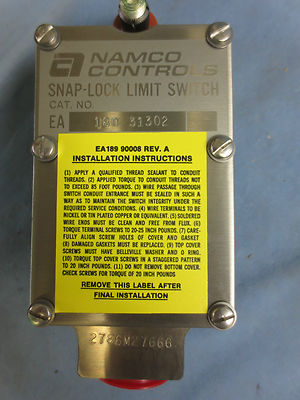 NAMCO
CONTROLS
SNAP-LOCK LIMIT SWITCH
CAT. NO.
EA 180 31302
EA189 90008 REV. A
INSTALLATION INSTRUCTIONS
(1) APPLY A QUALIFIED THREAD SEALANT TO CONDUIT
THREADS. (2) APPLIED TORQUE TO CONDUIT THREADS NOT
TO EXCEED 85 FOOT POUNDS. (3) WIRE PASSAGE THROUGH
SWITCH CONDUIT ENTRANCE MUST BE SEALED IN SUCH A
WAY AS TO MAINTAIN THE SWITCH INTEGRITY UNDER THE
REQUIRED SERVICE CONDITIONS. (4) WIRE TERMINALS TO BE
NICKEL OR TIN PLATED COPPER OR EQUIVALENT. (5) SOLDERED
WIRE ENDS MUST BE CLEAN AND FREE FROM FLUX. (6)
TORQUE TERMINAL SCREWS TO 20-25 INCH POUNDS. (7) CARE-
FULLY ALIGN SCREW HOLES OF COVER AND GASKET
(8) DAMAGED GASKETS MUST BE REPLACED. (9) TOP COVER
SCREWS MUST HAVE BELLEVILLE WASHER AND O RING.
(10) TORQUE TOP COVER SCREWS IN A STAGGERED PATTERN
TO 20 INCH POUNDS. (11) DO NOT REMOVE BOTTOM COVER.
CHECK SCREWS FOR TORQUE OF 20 INCH POUNDS
REMOVE THIS LABEL AFTER
FINAL INSTALLATION